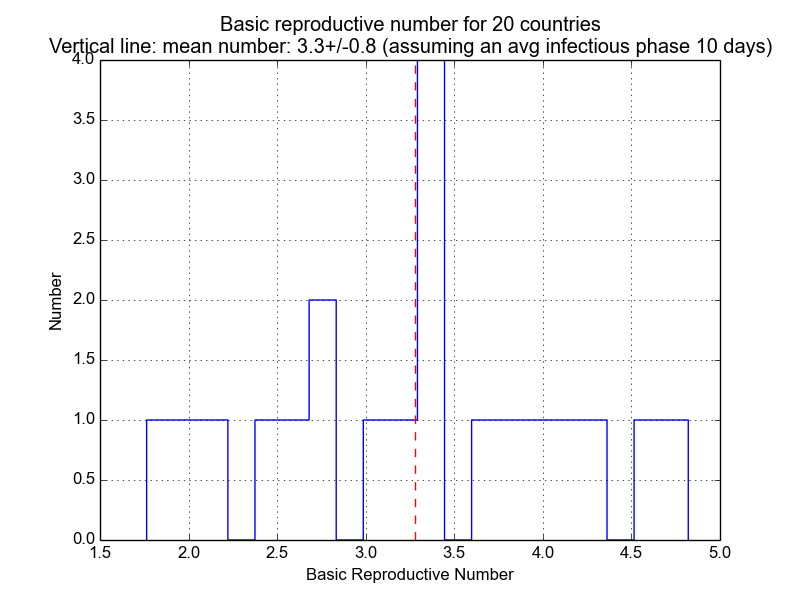 Basic reproductive number for 20 countries
Vertical line: mean number: 3.3+/-0.8 (assuming an avg infectious phase 10 days)
4.0
3.5
3.0
2.5
2.0
1.5
1.0
0.5
0.0
Number
1.5 2.0 2.5 3.0 3.5 4.0 4.5 5.0
Basic Reproductive Number